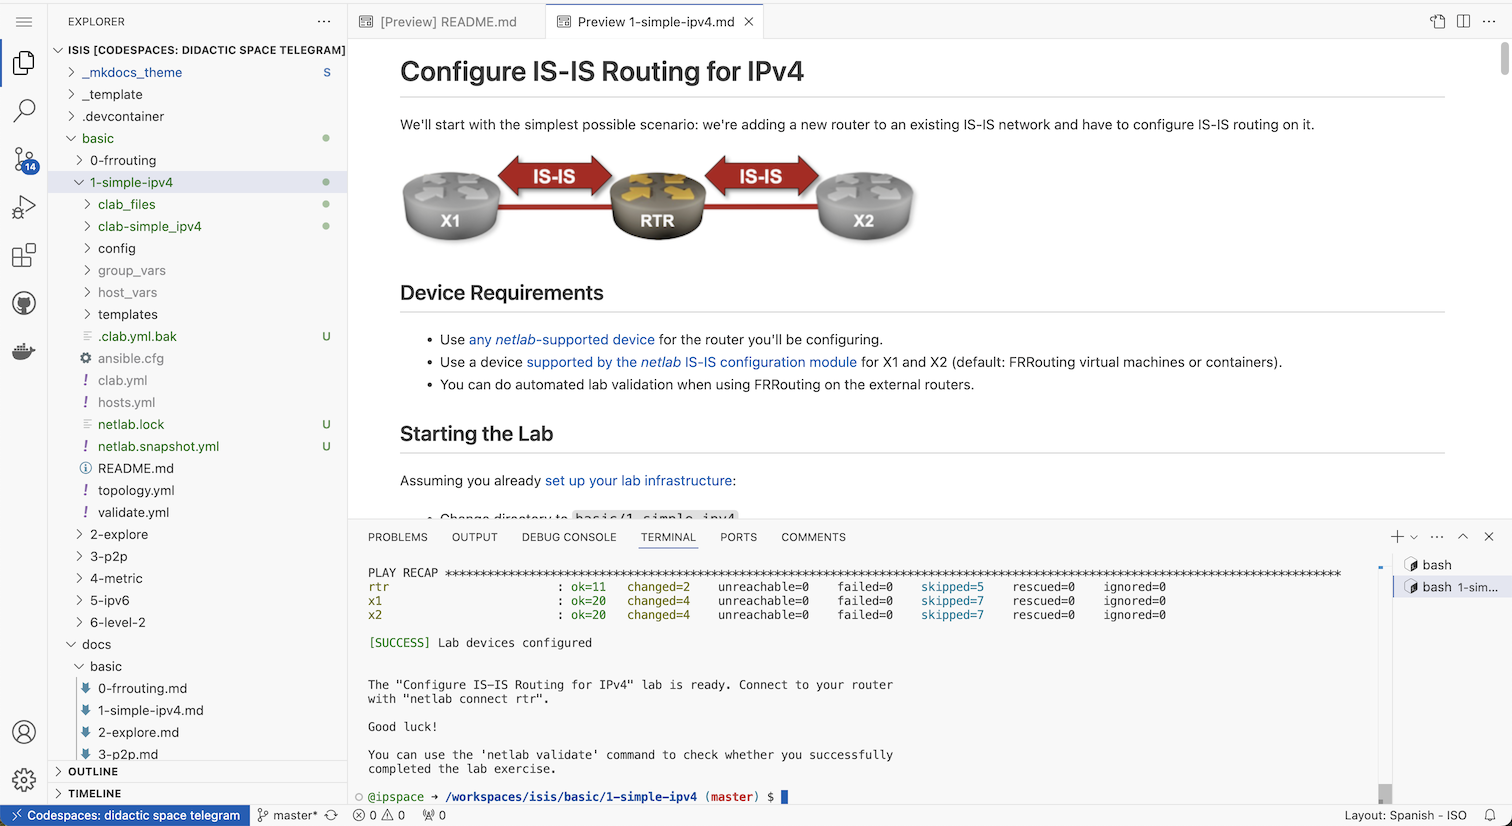 EXPLORER
ISIS [CODESPACES: DIDACTIC SPACE TELEGRAM]
_mkdocs_theme S
_template
.devcontainer
basic
0-frrouting
1-simple-ipv4
clab_files
clab-simple_ipv4
config
group_vars
host_vars
templates
.clab.yml.bak U
ansible.cfg
clab.yml
hosts.yml
netlab.lock U
netlab.snapshot.yml U
README.md
topology.yml
validate.yml
2-explore
3-p2p
4-metric
5-ipv6
6-level-2
docs
basic
0-frrouting.md
1-simple-ipv4.md
2-explore.md
3-p2p.md
OUTLINE
TIMELINE
14
[Preview] README.md
Preview 1-simple-ipv4.md
Configure IS-IS Routing for IPv4
We'll start with the simplest possible scenario: we're adding a new router to an existing IS-IS network and have to configure IS-IS routing on it.
IS-IS IS-IS
X1 RTR X2
Device Requirements
• Use any netlab-supported device for the router you'll be configuring.
• Use a device supported by the netlab IS-IS configuration module for X1 and X2 (default: FRRouting virtual machines or containers).
• You can do automated lab validation when using FRRouting on the external routers.
Starting the Lab
Assuming you already set up your lab infrastructure:
• Change directory to basic/1-simple-ipv4
PROBLEMS OUTPUT DEBUG CONSOLE TERMINAL PORTS COMMENTS
PLAY RECAP *********************************************************************************************************************************
rtr : ok=11 changed=2 unreachable=0 failed=0 skipped=5 rescued=0 ignored=0
x1 : ok=20 changed=4 unreachable=0 failed=0 skipped=7 rescued=0 ignored=0
x2 : ok=20 changed=4 unreachable=0 failed=0 skipped=7 rescued=0 ignored=0
[SUCCESS] Lab devices configured
The "Configure IS-IS Routing for IPv4" lab is ready. Connect to your router
with "netlab connect rtr".
Good luck!
You can use the 'netlab validate' command to check whether you successfully
completed the lab exercise.
@ipspace → /workspaces/isis/basic/1-simple-ipv4 (master) $
bash
bash 1-sim...
Codespaces: didactic space telegram master* 0 0 0 Layout: Spanish - ISO